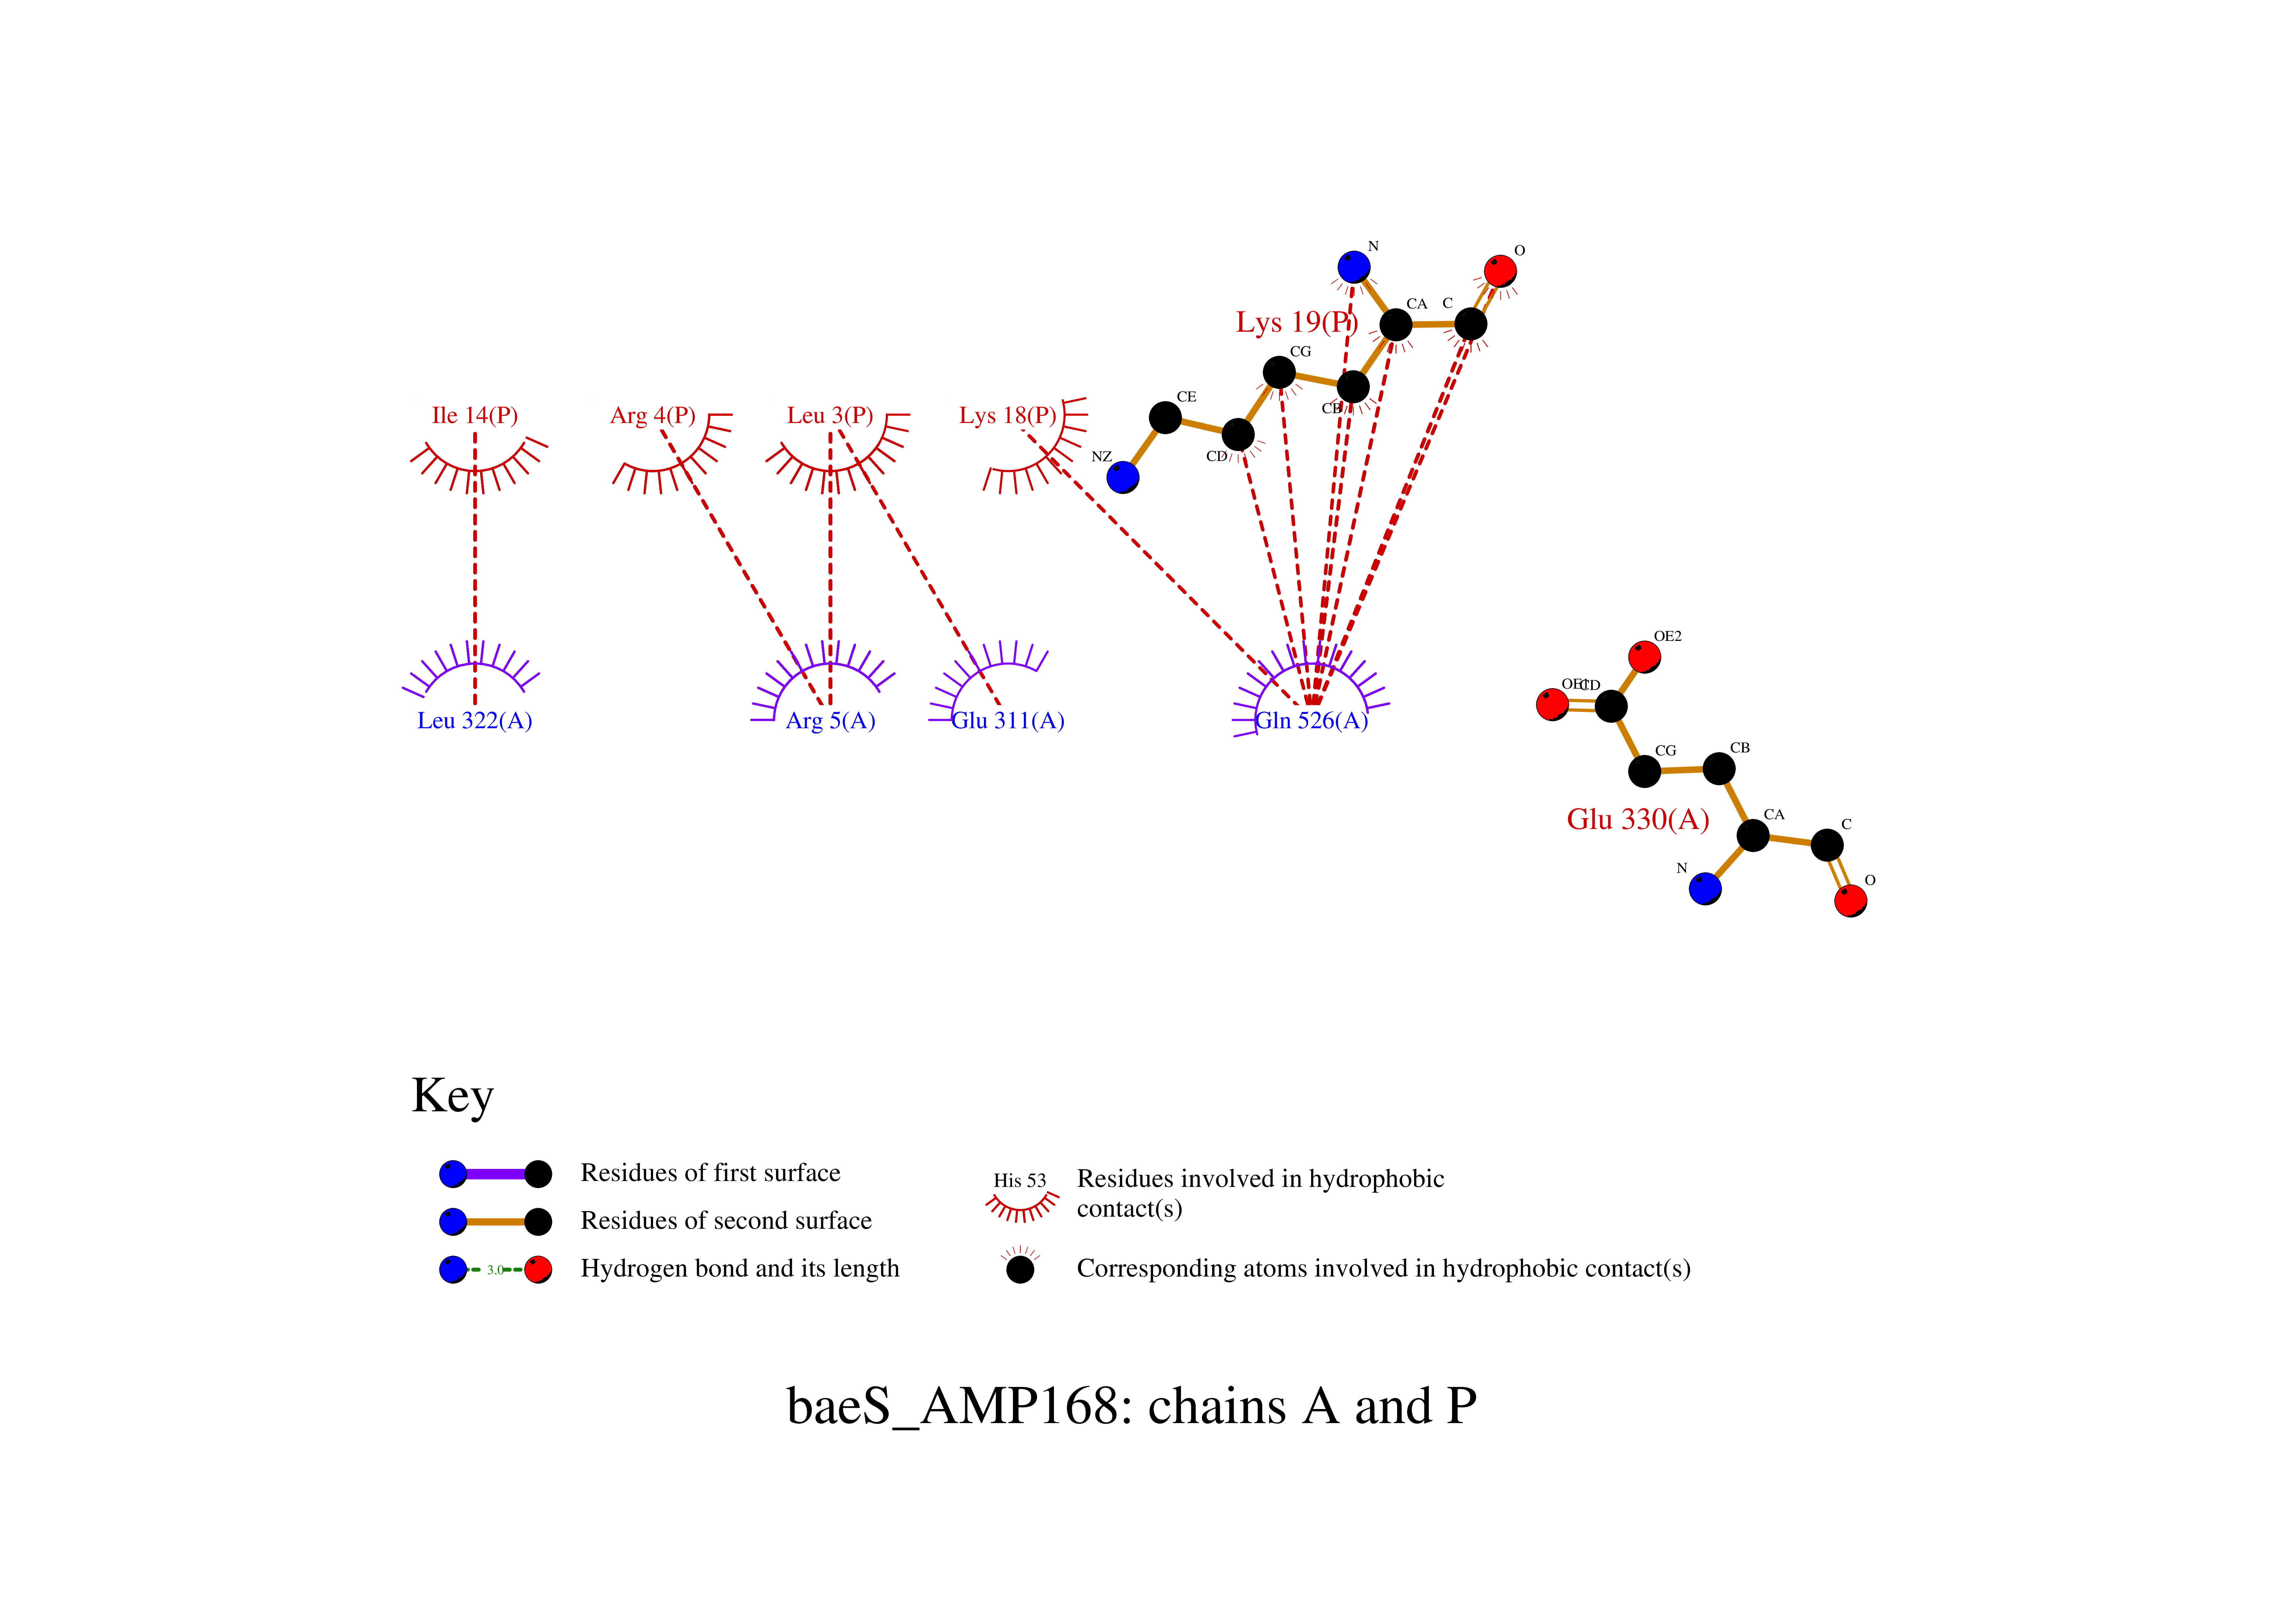 N
O
CA
C
Lys 19(P)
CG
CE
CB
Ile 14(P)
Arg 4(P)
Leu 3(P)
Lys 18(P)
NZ
CD
OE2
OE1
CD
Leu 322(A)
Arg 5(A)
Glu 311(A)
Gln 526(A)
CG
CB
Glu 330(A)
CA
C
N
O
Key
Residues of first surface
Residues of second surface
3.0
Hydrogen bond and its length
His 53
Residues involved in hydrophobic
contact(s)
Corresponding atoms involved in hydrophobic contact(s)
baeS_AMP168: chains A and P